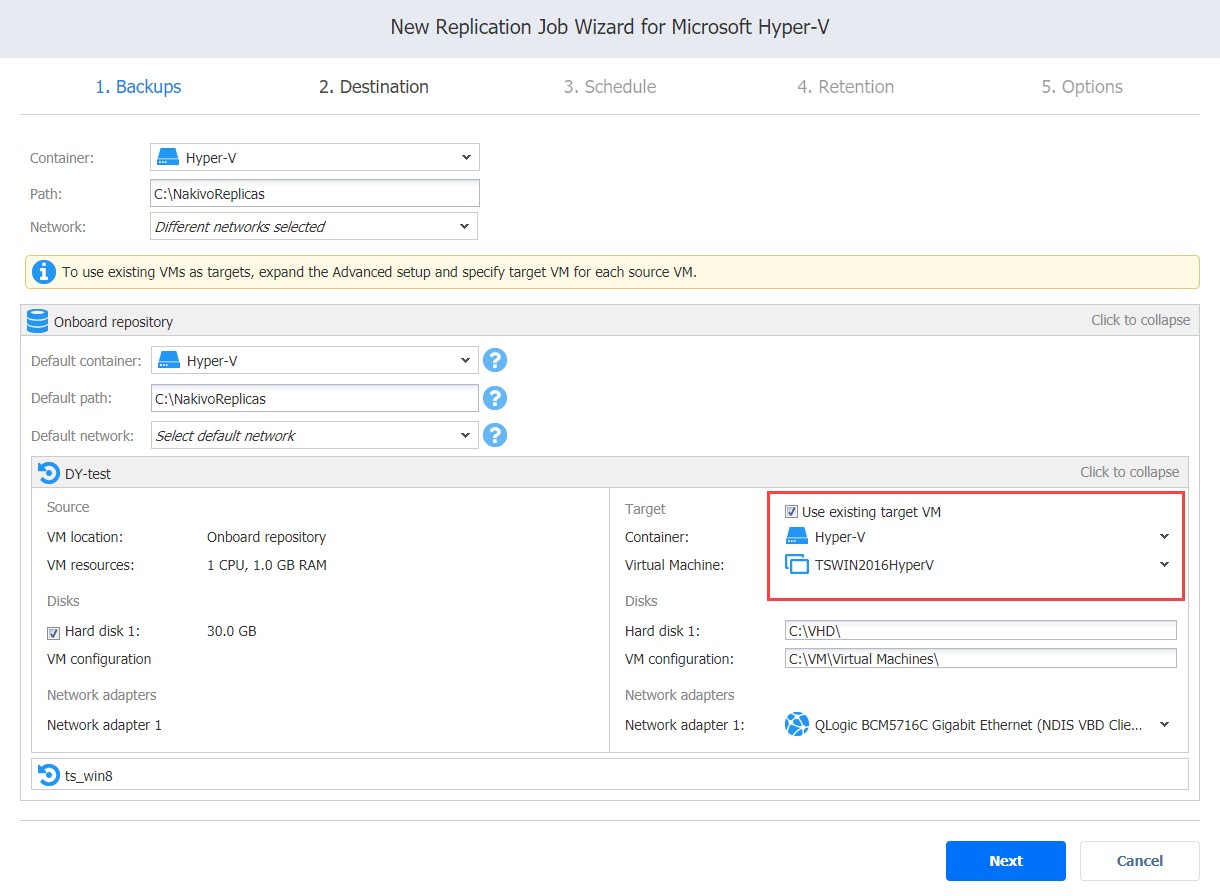 New Replication Job Wizard for Microsoft Hyper-V
1. Backups 2. Destination 3. Schedule 4. Retention 5. Options
Container: Hyper-V
Path: C:\NakivoReplicas
Network: Different networks selected
To use existing VMs as targets, expand the Advanced setup and specify target VM for each source VM.
Onboard repository Click to collapse
Default container: Hyper-V ?
Default path: C:\NakivoReplicas ?
Default network: Select default network ?
DY-test Click to collapse
Source
VM location: Onboard repository
VM resources: 1 CPU, 1.0 GB RAM
Disks
Hard disk 1: 30.0 GB
VM configuration
Network adapters
Network adapter 1
Target Use existing target VM
Container: Hyper-V
Virtual Machine: TSWIN2016HyperV
Disks
Hard disk 1: C:\VHD\
VM configuration: C:\VM\Virtual Machines\
Network adapters
Network adapter 1: QLogic BCM5716C Gigabit Ethernet (NDIS VBD Clie...
ts_win8
Next Cancel